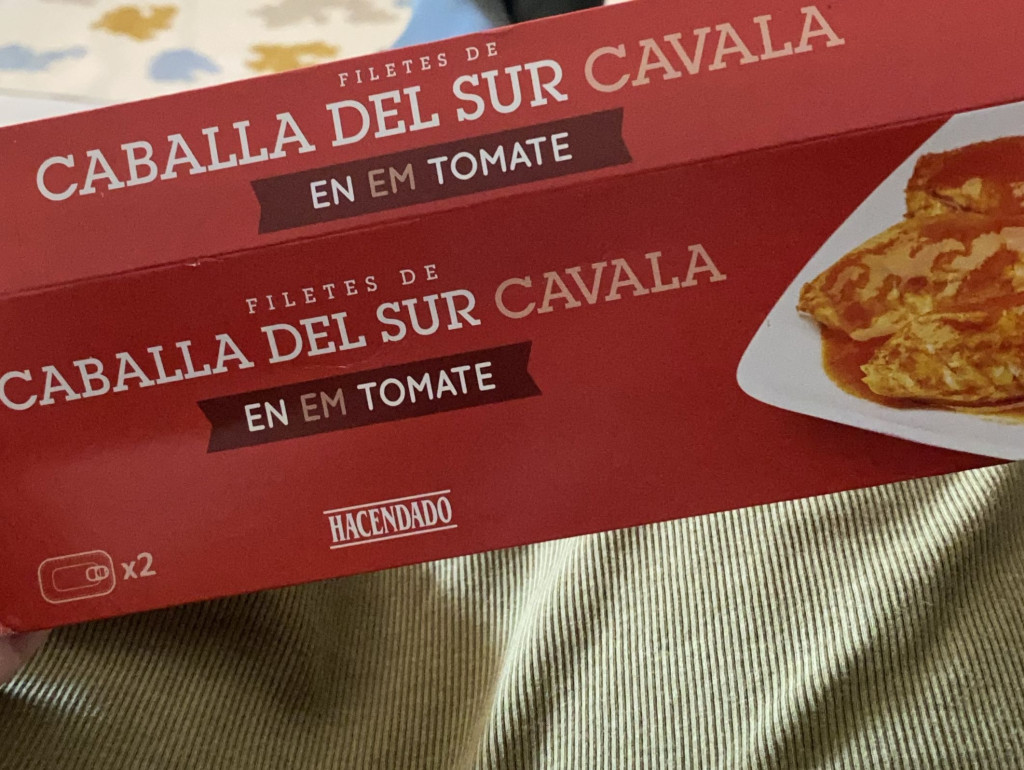 FILETES DE
CABALLA DEL SUR CAVALA
EN EM TOMATE
FILETES DE
CABALLA DEL SUR CAVALA
EN EM TOMATE
HACENDADO
x2